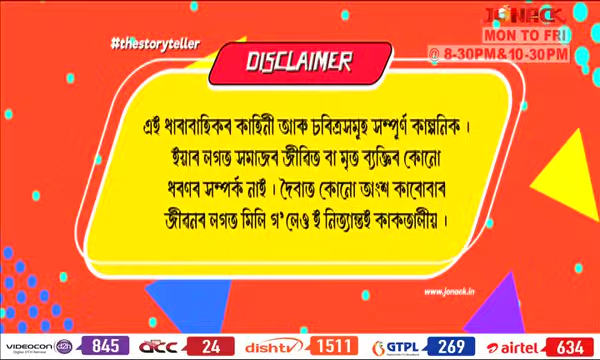 #thestoryteller
JONACK
MON TO FRI
@ 8-30PM&10-30PM
DISCLAIMER
এই ধাৰাবাহিকৰ কাহিনী আৰু চৰিত্ৰসমূহ সম্পূৰ্ণ কাল্পনিক ।
ইয়াৰ লগত সমাজৰ জীৱিত বা মৃত ব্যক্তিৰ কোনো
ধৰণৰ সম্পৰ্ক নাই । দৈবাত কোনো অংশ কাৰোবাৰ
জীৱনৰ লগত মিলি গ'লেও ই নিত্যান্তই কাকতালীয় ।
www.jonack.in
VIDEOCON d2h 845 ACC 24 dishtv 1511 GTPL 269 airtel 634